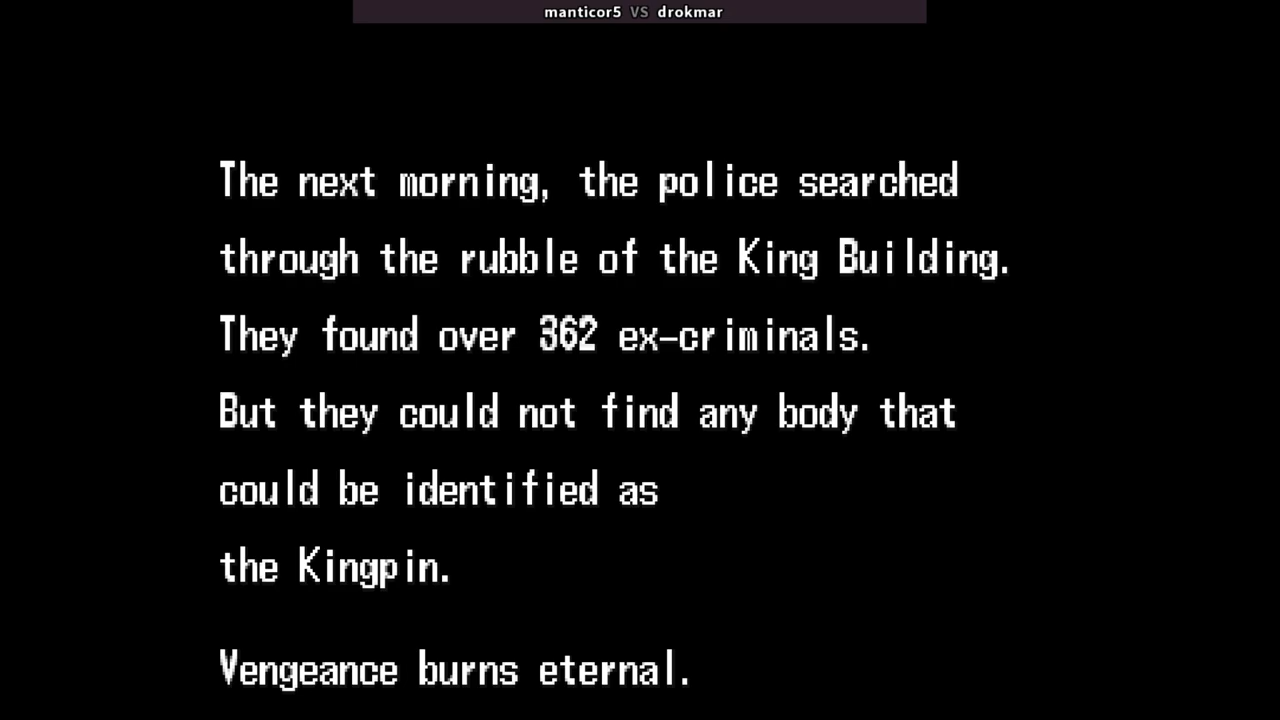 manticor5 VS drokmar
The next morning, the police searched
through the rubble of the King Building.
They found over 362 ex-criminals.
But they could not find any body that
could be identified as
the Kingpin.
Vengeance burns eternal.